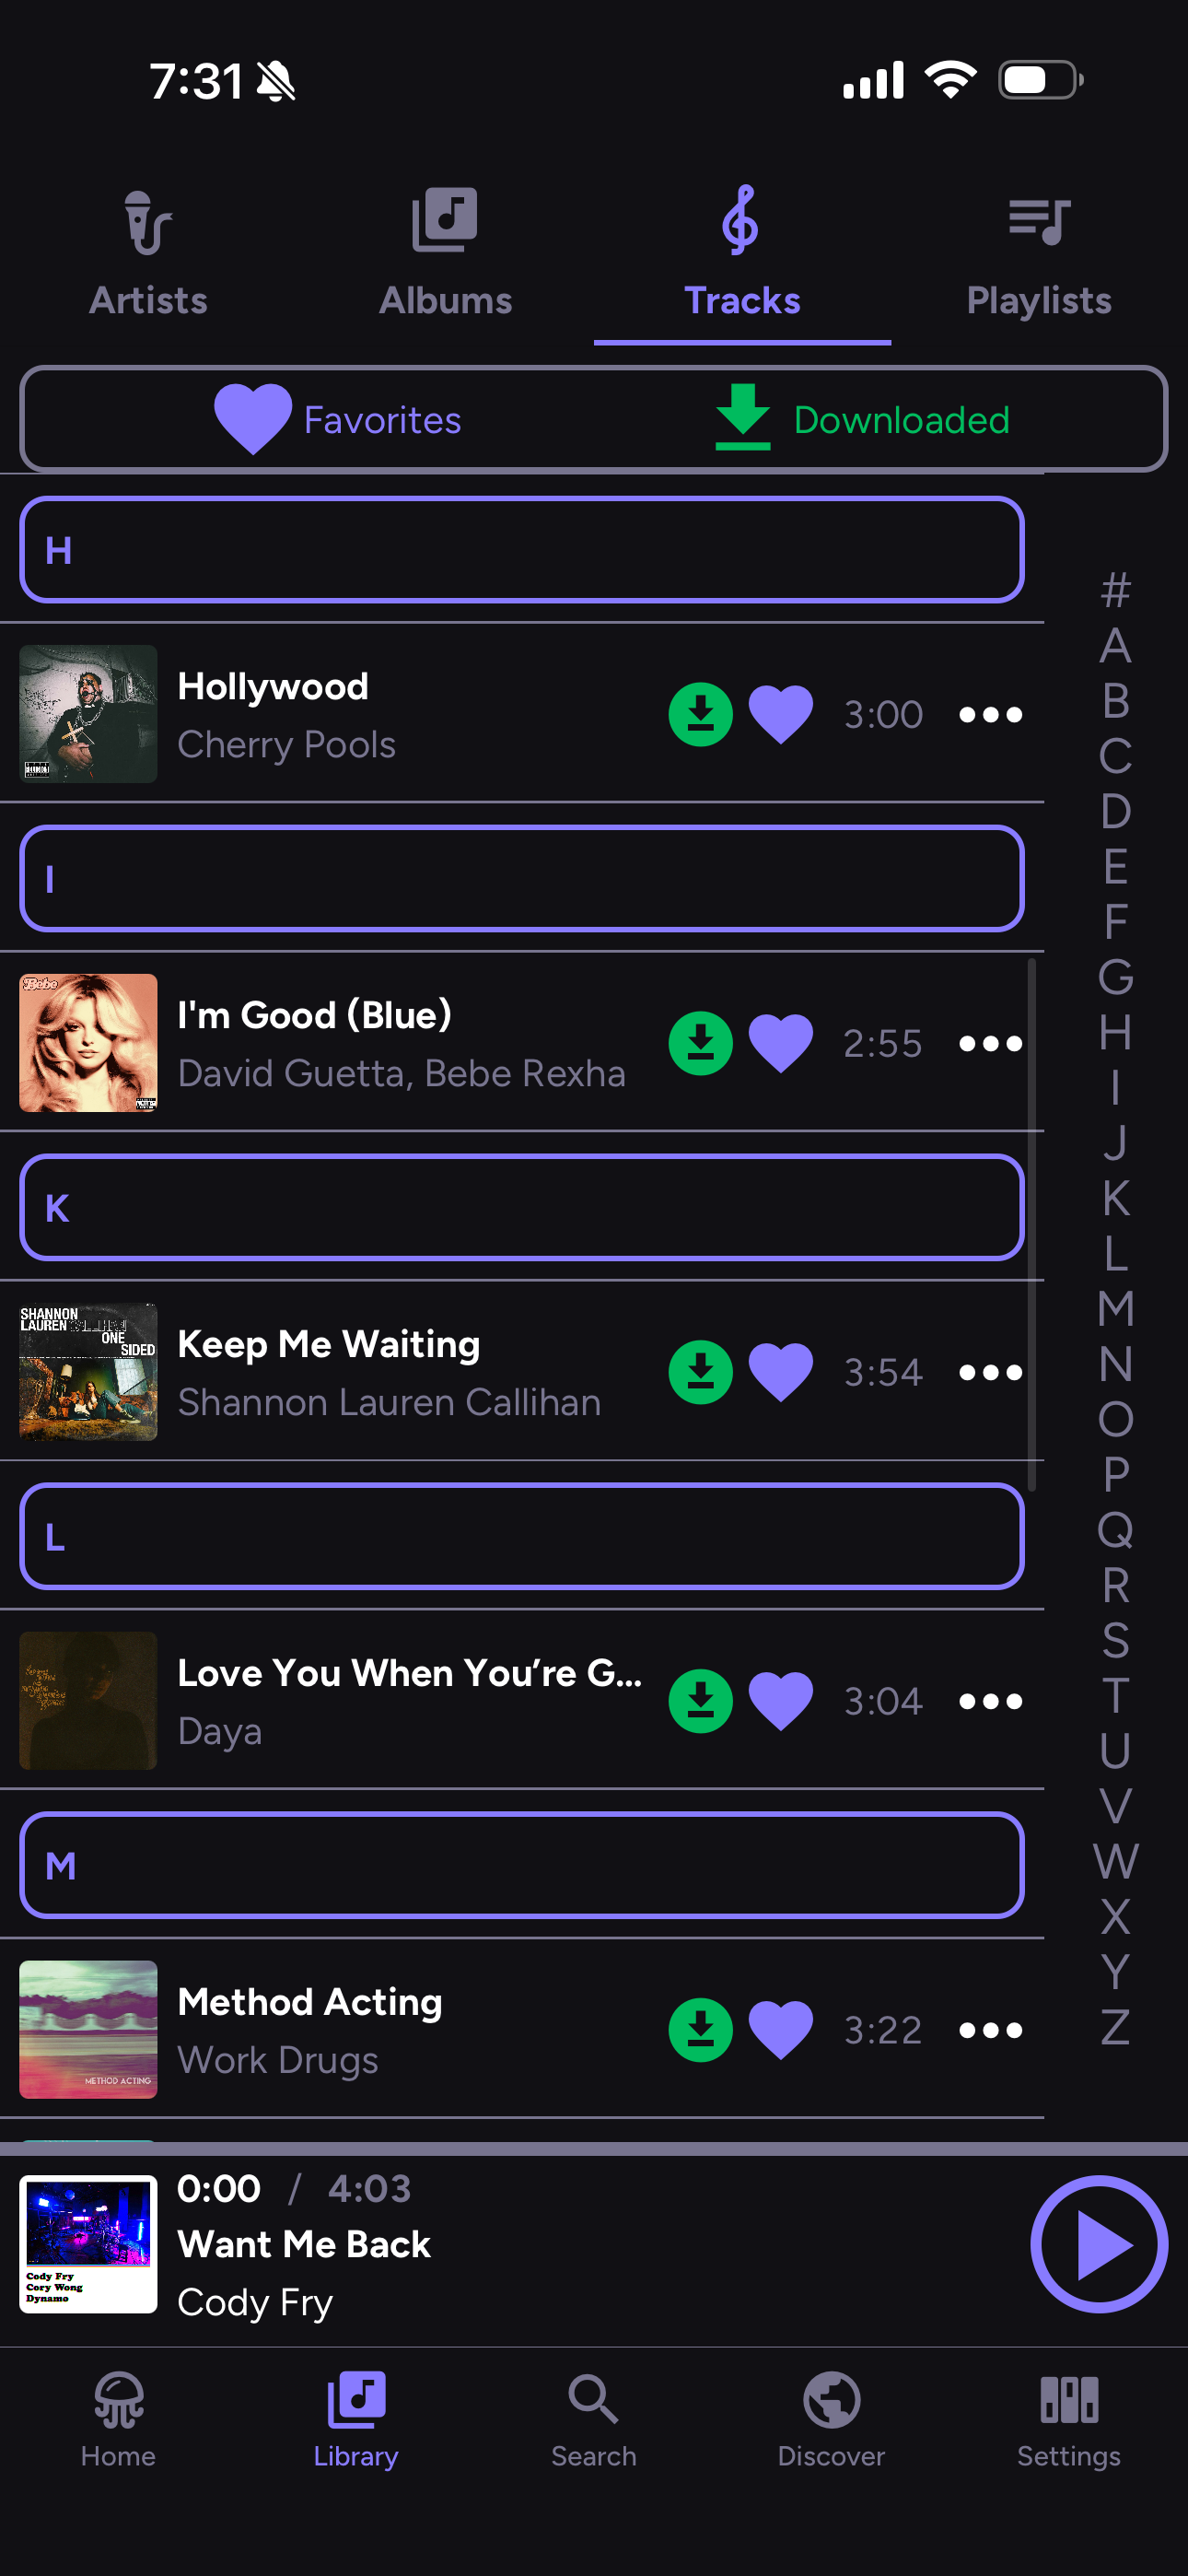 7:31
Artists
Albums
Tracks
Playlists
Favorites
Downloaded
H
Hollywood
Cherry Pools
3:00
I
Bebe
I'm Good (Blue)
David Guetta, Bebe Rexha
2:55
K
SHANNON
LAUREN CALLIHAN
ONE
SIDED
Keep Me Waiting
Shannon Lauren Callihan
3:54
L
Love You When You’re G...
Daya
3:04
M
METHOD ACTING
Method Acting
Work Drugs
3:22
#
A
B
C
D
E
F
G
H
I
J
K
L
M
N
O
P
Q
R
S
T
U
V
W
X
Y
Z
Cody Fry
Cory Wong
Dynamo
0:00 / 4:03
Want Me Back
Cody Fry
Home
Library
Search
Discover
Settings